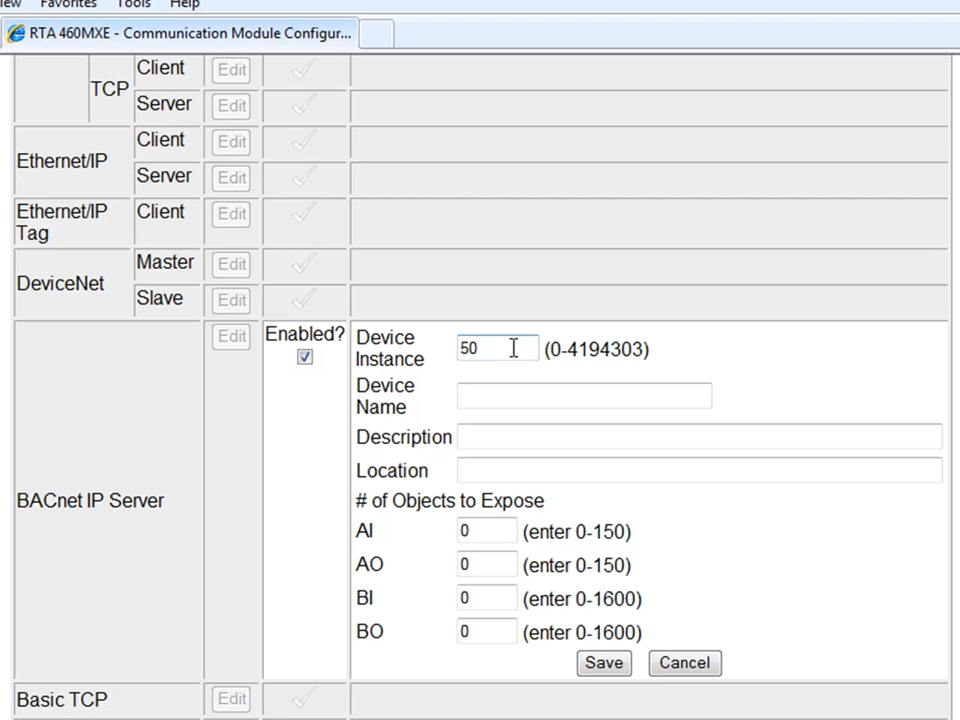 iew Favorites Tools Help
RTA 460MXE - Communication Module Configur...
TCP Client Edit
Server Edit
Ethernet/IP Client Edit
Server Edit
Ethernet/IP Tag Client Edit
DeviceNet Master Edit
Slave Edit
BACnet IP Server Edit Enabled?
Device Instance 50 (0-4194303)
Device Name
Description
Location
# of Objects to Expose
AI 0 (enter 0-150)
AO 0 (enter 0-150)
BI 0 (enter 0-1600)
BO 0 (enter 0-1600)
Save Cancel
Basic TCP Edit